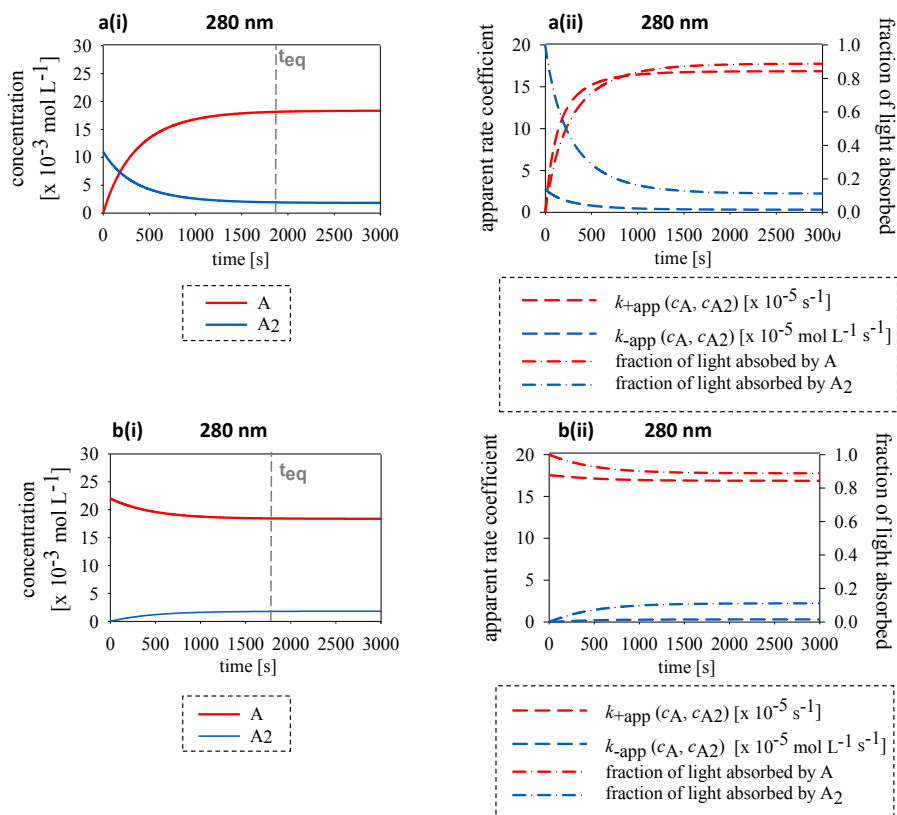 a(i) 280 nm
30
25
20
15
10
5
0
concentration
[x 10-3 mol L-1]
teq
0 500 1000 1500 2000 2500 3000
time [s]
A
A2
a(ii) 280 nm
20
15
10
5
0
apparent rate coefficient
1.0
0.8
0.6
0.4
0.2
0.0
fraction of light absorbed
0 500 1000 1500 2000 2500 3000
time [s]
k+app (cA, cA2) [x 10-5 s-1]
k-app (cA, cA2) [x 10-5 mol L-1 s-1]
fraction of light absobed by A
fraction of light absorbed by A2
b(i) 280 nm
30
25
20
15
10
5
0
concentration
[x 10-3 mol L-1]
teq
0 500 1000 1500 2000 2500 3000
time [s]
A
A2
b(ii) 280 nm
20
15
10
5
0
apparent rate coefficient
1.0
0.8
0.6
0.4
0.2
0.0
fraction of light absorbed
0 500 1000 1500 2000 2500 3000
time [s]
k+app (cA, cA2) [x 10-5 s-1]
k-app (cA, cA2) [x 10-5 mol L-1 s-1]
fraction of light absorbed by A
fraction of light absorbed by A2